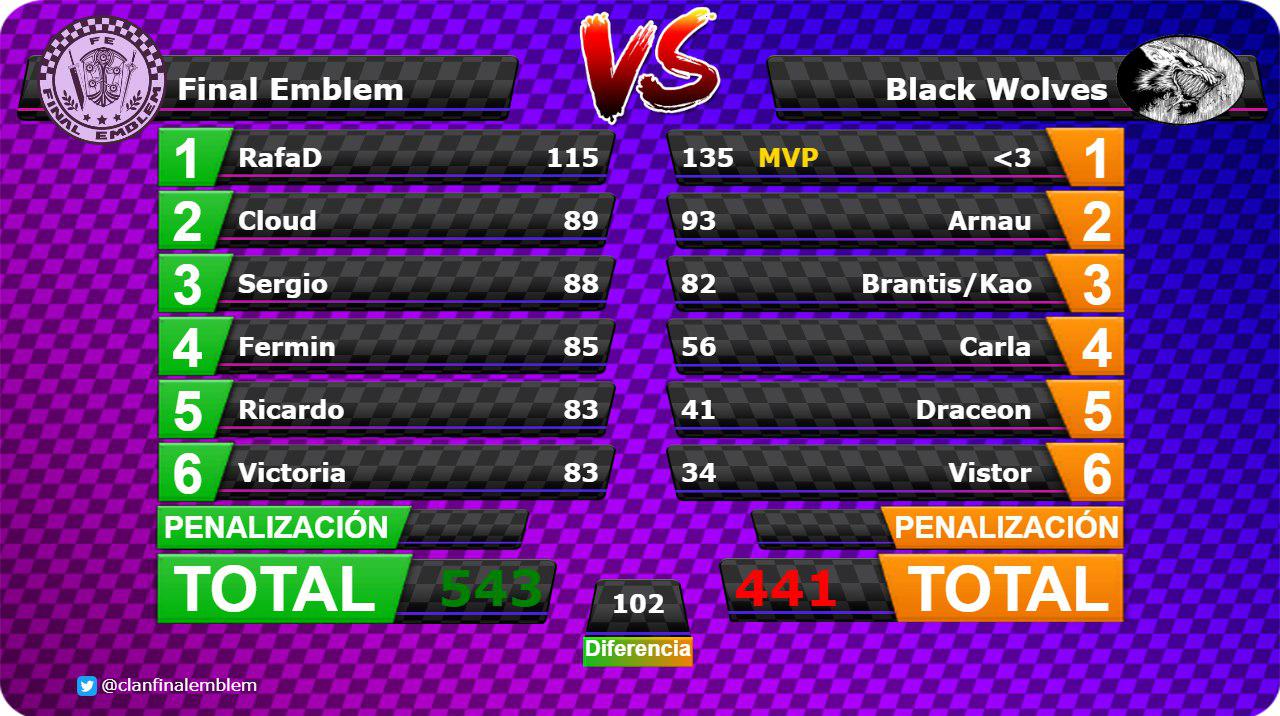 VS
FE
FINAL EMBLEM
Final Emblem
Black Wolves
1 RafaD 115
135 MVP <3 1
2 Cloud 89
93 Arnau 2
3 Sergio 88
82 Brantis/Kao 3
4 Fermin 85
56 Carla 4
5 Ricardo 83
41 Draceon 5
6 Victoria 83
34 Vistor 6
PENALIZACIÓN
PENALIZACIÓN
TOTAL 543
441 TOTAL
102
Diferencia
@clanfinalemblem